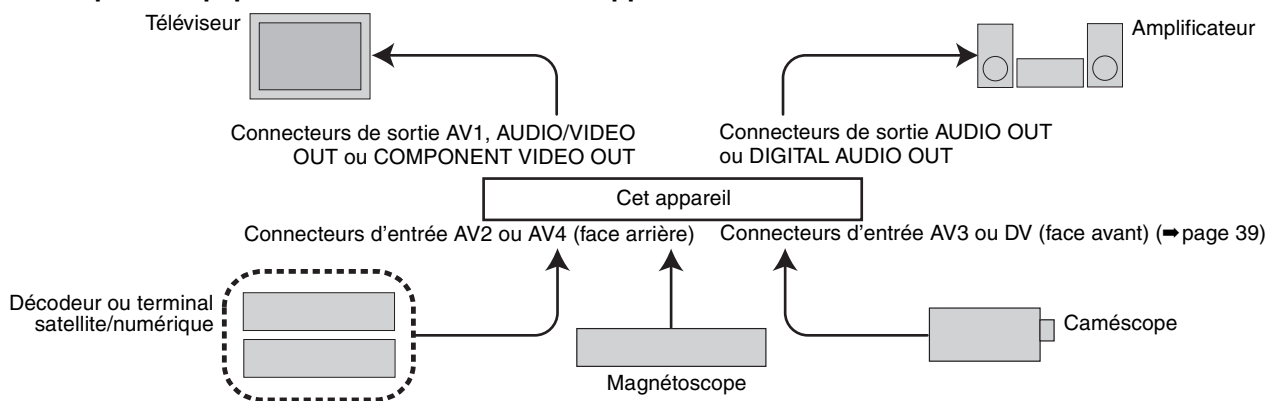 Téléviseur
Amplificateur
Connecteurs de sortie AV1, AUDIO/VIDEO
OUT ou COMPONENT VIDEO OUT
Connecteurs de sortie AUDIO OUT
ou DIGITAL AUDIO OUT
Cet appareil
Connecteurs d'entrée AV2 ou AV4 (face arrière)
Connecteurs d'entrée AV3 ou DV (face avant) (➡page 39)
Décodeur ou terminal
satellite/numérique
Magnétoscope
Caméscope